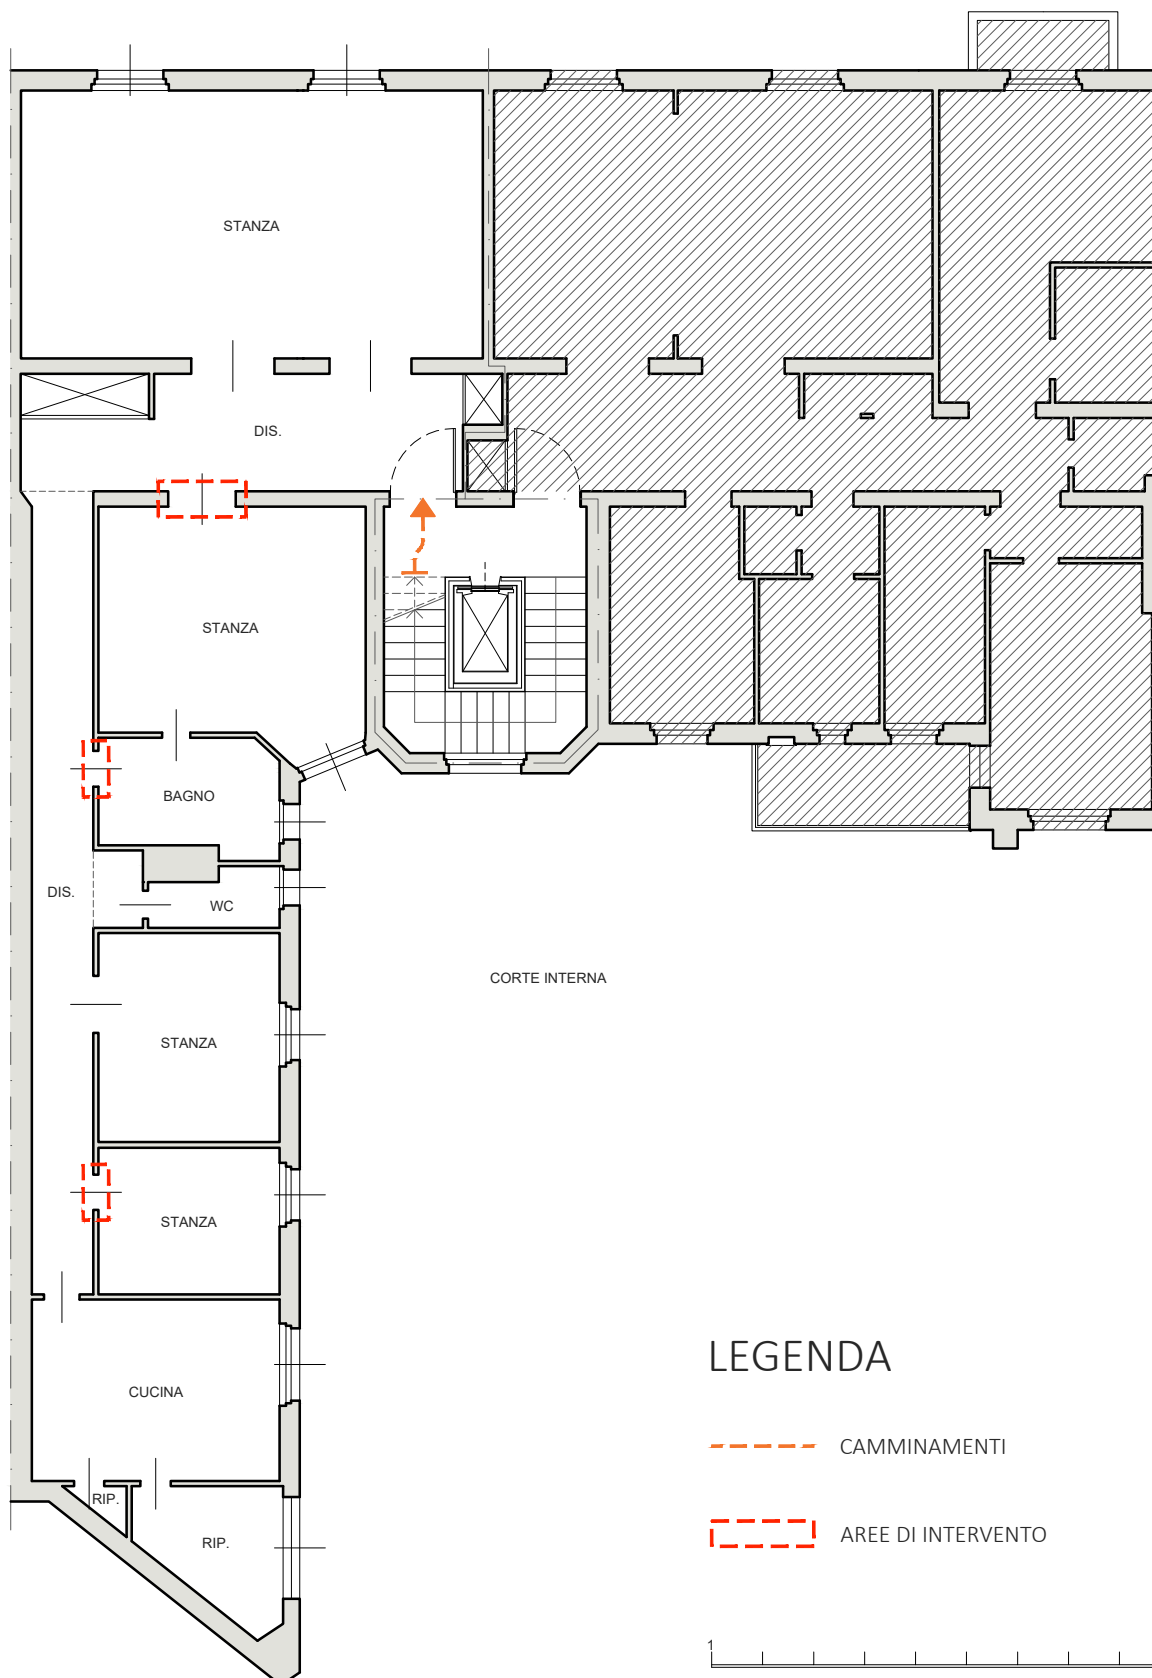 STANZA
DIS.
STANZA
BAGNO
DIS.
WC
CORTE INTERNA
STANZA
STANZA
LEGENDA
CUCINA
CAMMINAMENTI
RIP.
RIP.
AREE DI INTERVENTO
1